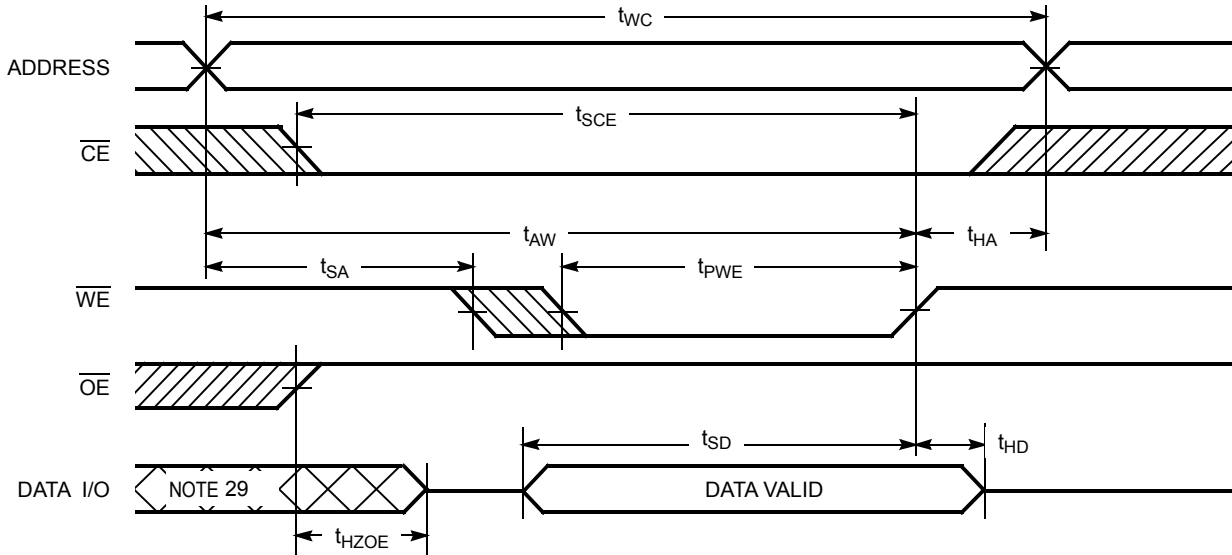 tWC
ADDRESS
tSCE
CE
tAW
tHA
tSA
tPWE
WE
OE
tSD
tHD
DATA I/O
NOTE 29
DATA VALID
tHZOE